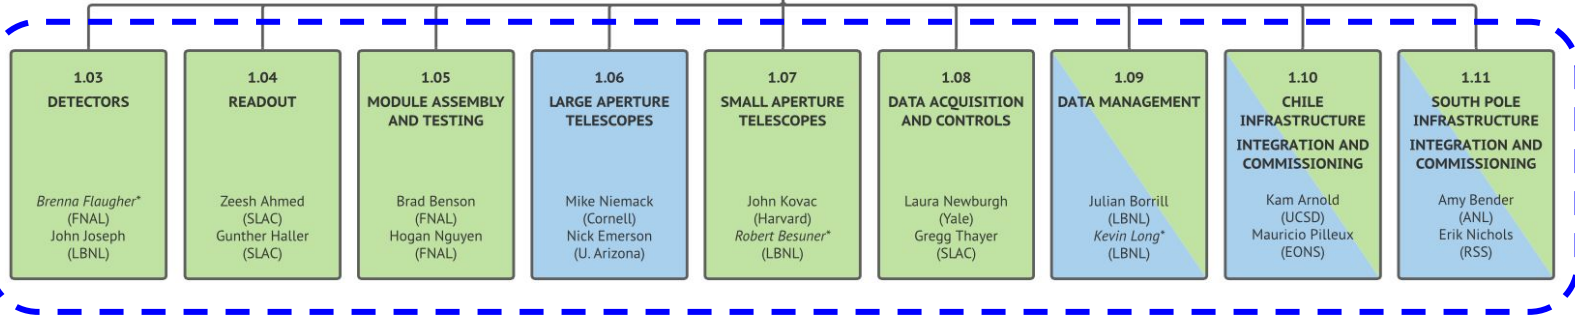 1.03
DETECTORS
Brenna Flaugher*
(FNAL)
John Joseph
(LBNL)
1.04
READOUT
Zeesh Ahmed
(SLAC)
Gunther Haller
(SLAC)
1.05
MODULE ASSEMBLY
AND TESTING
Brad Benson
(FNAL)
Hogan Nguyen
(FNAL)
1.06
LARGE APERTURE
TELESCOPES
Mike Niemack
(Cornell)
Nick Emerson
(U. Arizona)
1.07
SMALL APERTURE
TELESCOPES
John Kovac
(Harvard)
Robert Besuner*
(LBNL)
1.08
DATA ACQUISITION
AND CONTROLS
Laura Newburgh
(Yale)
Gregg Thayer
(SLAC)
1.09
DATA MANAGEMENT
Julian Borrill
(LBNL)
Kevin Long*
(LBNL)
1.10
CHILE
INFRASTRUCTURE
INTEGRATION AND
COMMISSIONING
Kam Arnold
(UCSD)
Mauricio Pilleux
(EONS)
1.11
SOUTH POLE
INFRASTRUCTURE
INTEGRATION AND
COMMISSIONING
Amy Bender
(ANL)
Erik Nichols
(RSS)